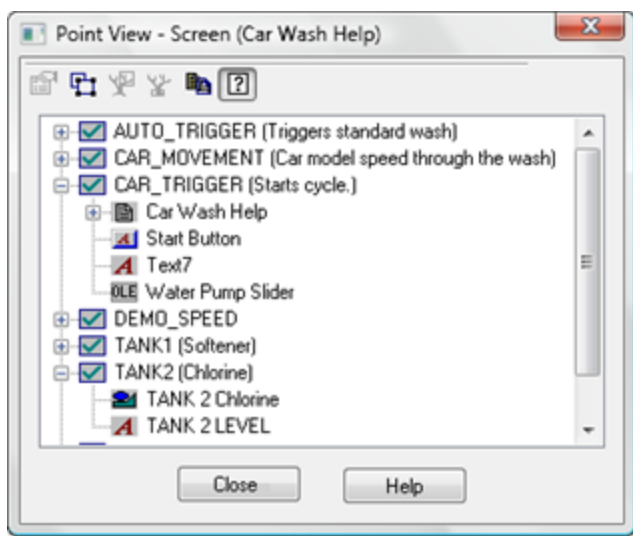 Point View - Screen (Car Wash Help)
AUTO_TRIGGER (Triggers standard wash)
CAR_MOVEMENT (Car model speed through the wash)
CAR_TRIGGER (Starts cycle.)
Car Wash Help
A Start Button
A Text7
OLE Water Pump Slider
DEMO_SPEED
TANK1 (Softener)
TANK2 (Chlorine)
TANK 2 Chlorine
A TANK 2 LEVEL
Close Help